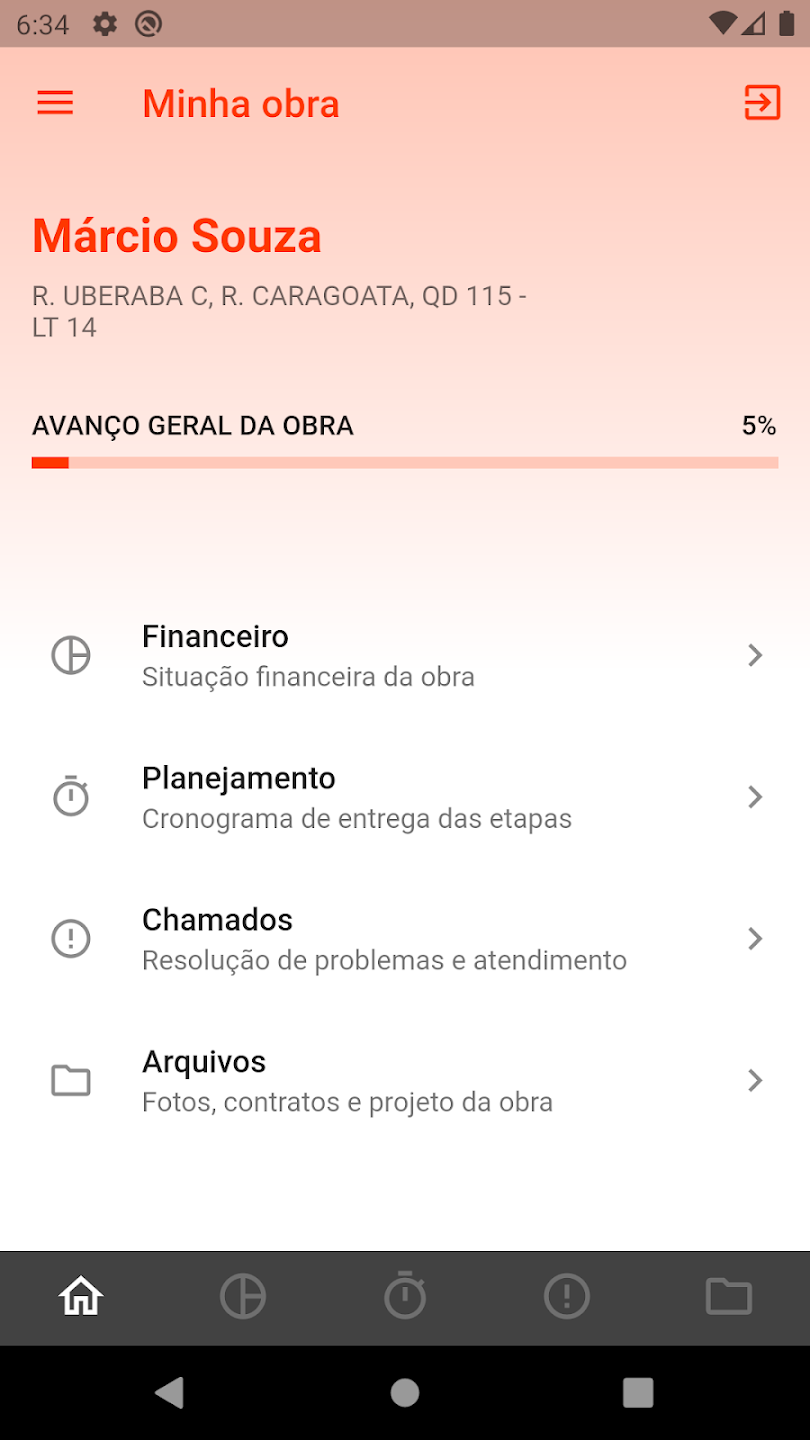 6:34
Minha obra
Márcio Souza
R. UBERABA C, R. CARAGOATA, QD 115 -
LT 14
AVANÇO GERAL DA OBRA 5%
Financeiro
Situação financeira da obra
Planejamento
Cronograma de entrega das etapas
Chamados
Resolução de problemas e atendimento
Arquivos
Fotos, contratos e projeto da obra